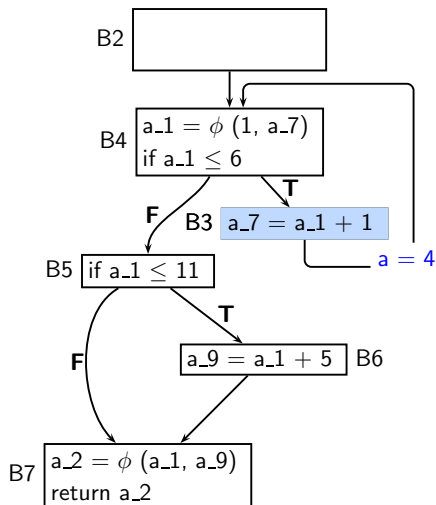 B2
B4
a_1 = ϕ (1, a_7)
if a_1 ≤ 6
F
T
B3
a_7 = a_1 + 1
a = 4
B5
if a_1 ≤ 11
F
T
a_9 = a_1 + 5
B6
B7
a_2 = ϕ (a_1, a_9)
return a_2